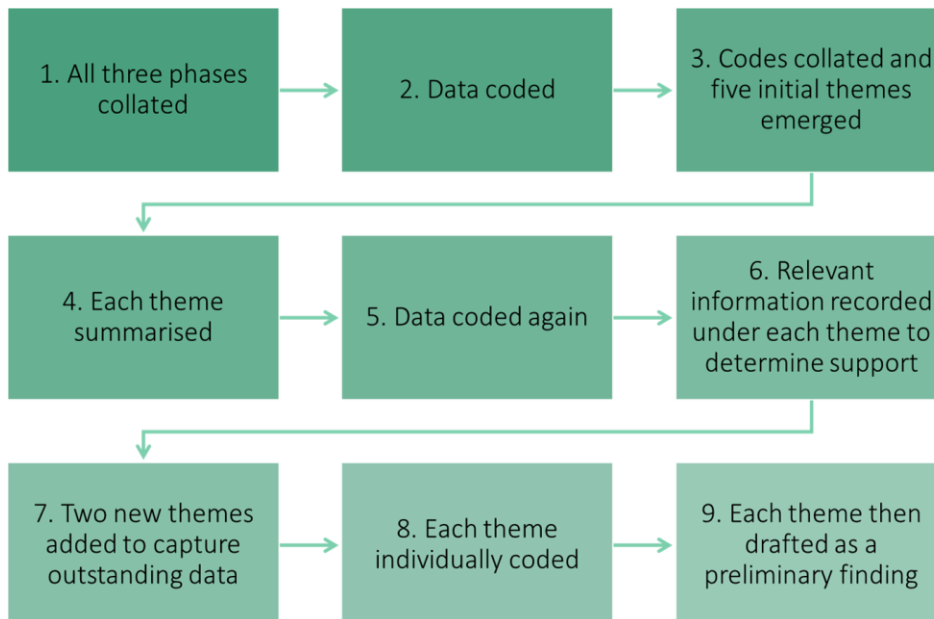 1. All three phases
collated
2. Data coded
3. Codes collated and
five initial themes
emerged
4. Each theme
summarised
5. Data coded again
6. Relevant
information recorded
under each theme to
determine support
7. Two new themes
added to capture
outstanding data
8. Each theme
individually coded
9. Each theme then
drafted as a
preliminary finding